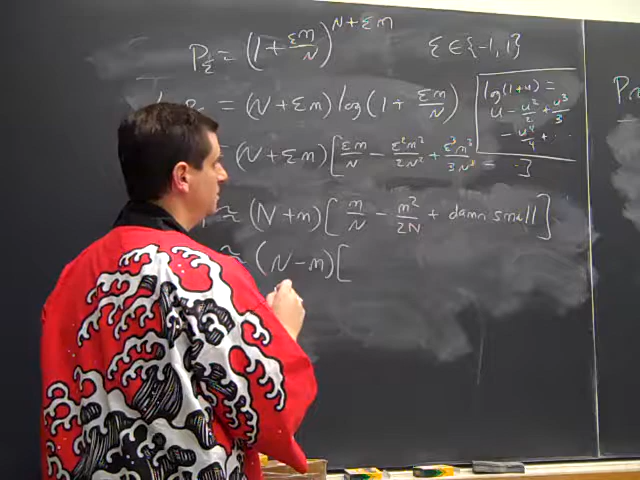 P_ε = (1 + εm/N)^(N + εm) ε ∈ {-1, 1}
= (N + εm) log(1 + εm/N)
log(1+u) =
u - u²/2 + u³/3
- u⁴/4 + ...
(N + εm) [εm/N - ε²m²/2N² + ε³m³/3N³ = ...]
≈ (N + m) [m/N - m²/2N + damn small]
≈ (N - m) [